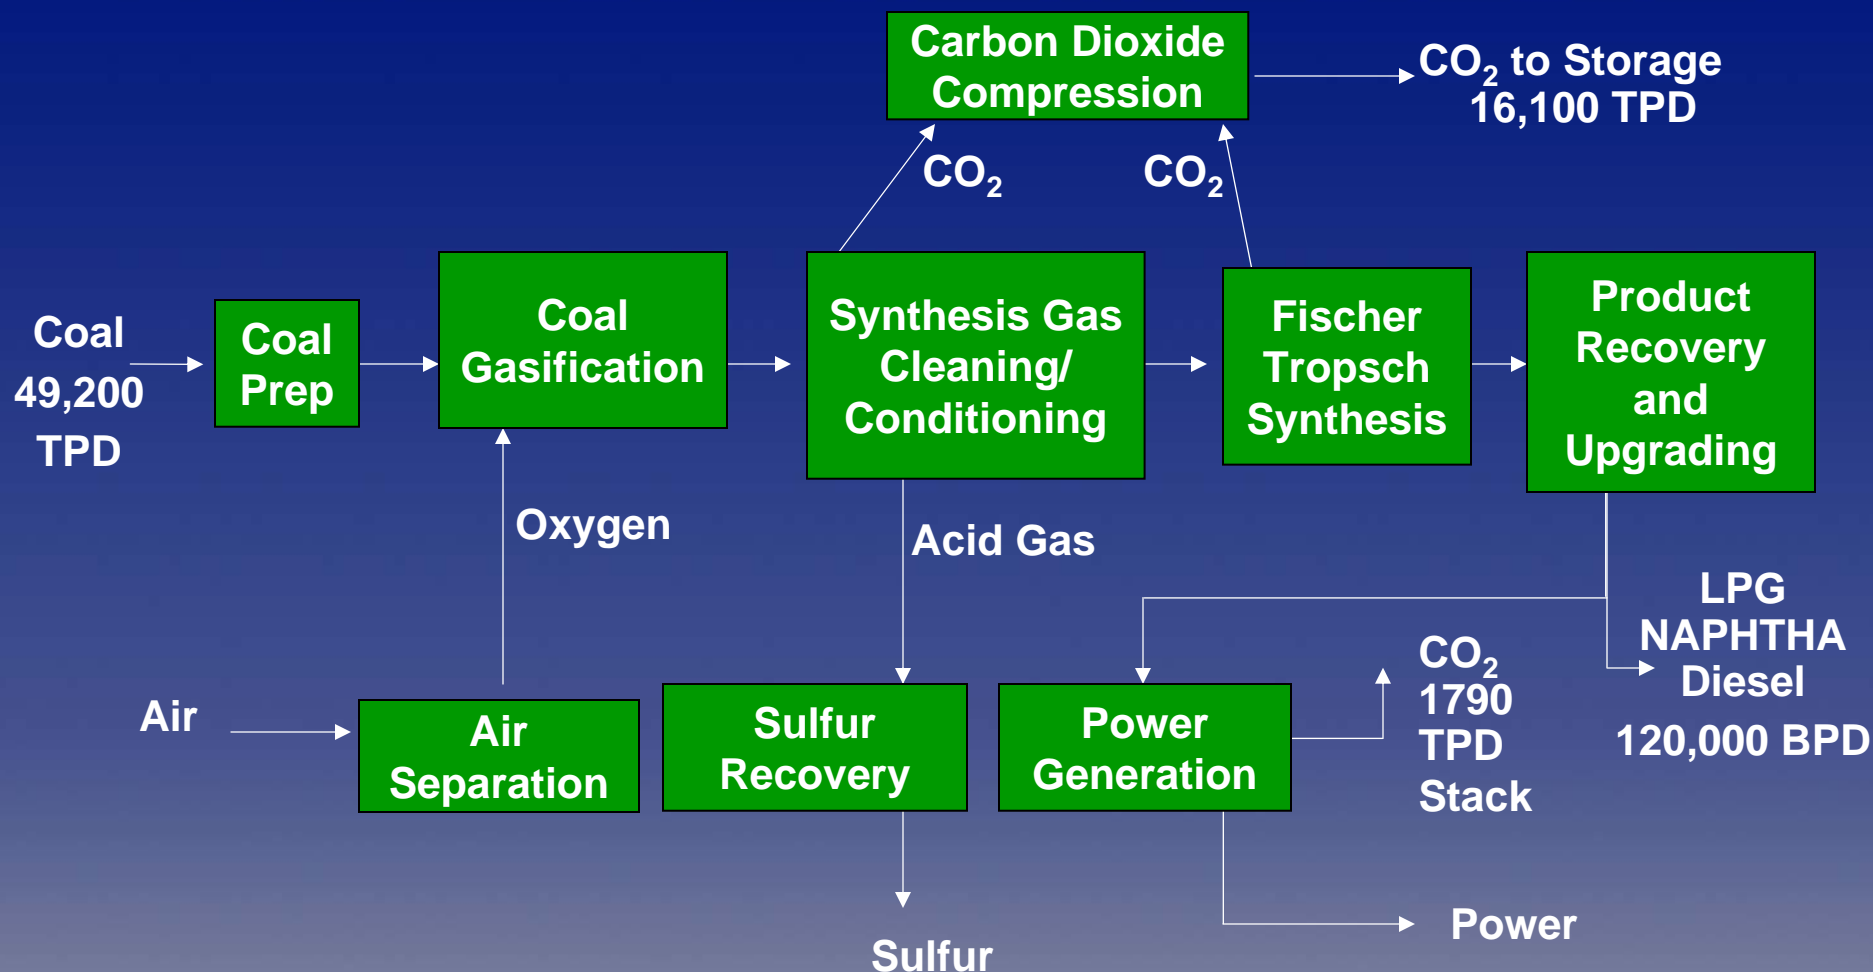 Carbon Dioxide
Compression
CO₂ to Storage
16,100 TPD
CO₂
CO₂
Coal
49,200
TPD
Coal
Prep
Coal
Gasification
Synthesis Gas
Cleaning/
Conditioning
Fischer
Tropsch
Synthesis
Product
Recovery
and
Upgrading
Oxygen
Acid Gas
LPG
NAPHTHA
Diesel
120,000 BPD
Air
Air
Separation
Sulfur
Recovery
Power
Generation
CO₂
1790
TPD
Stack
Sulfur
Power